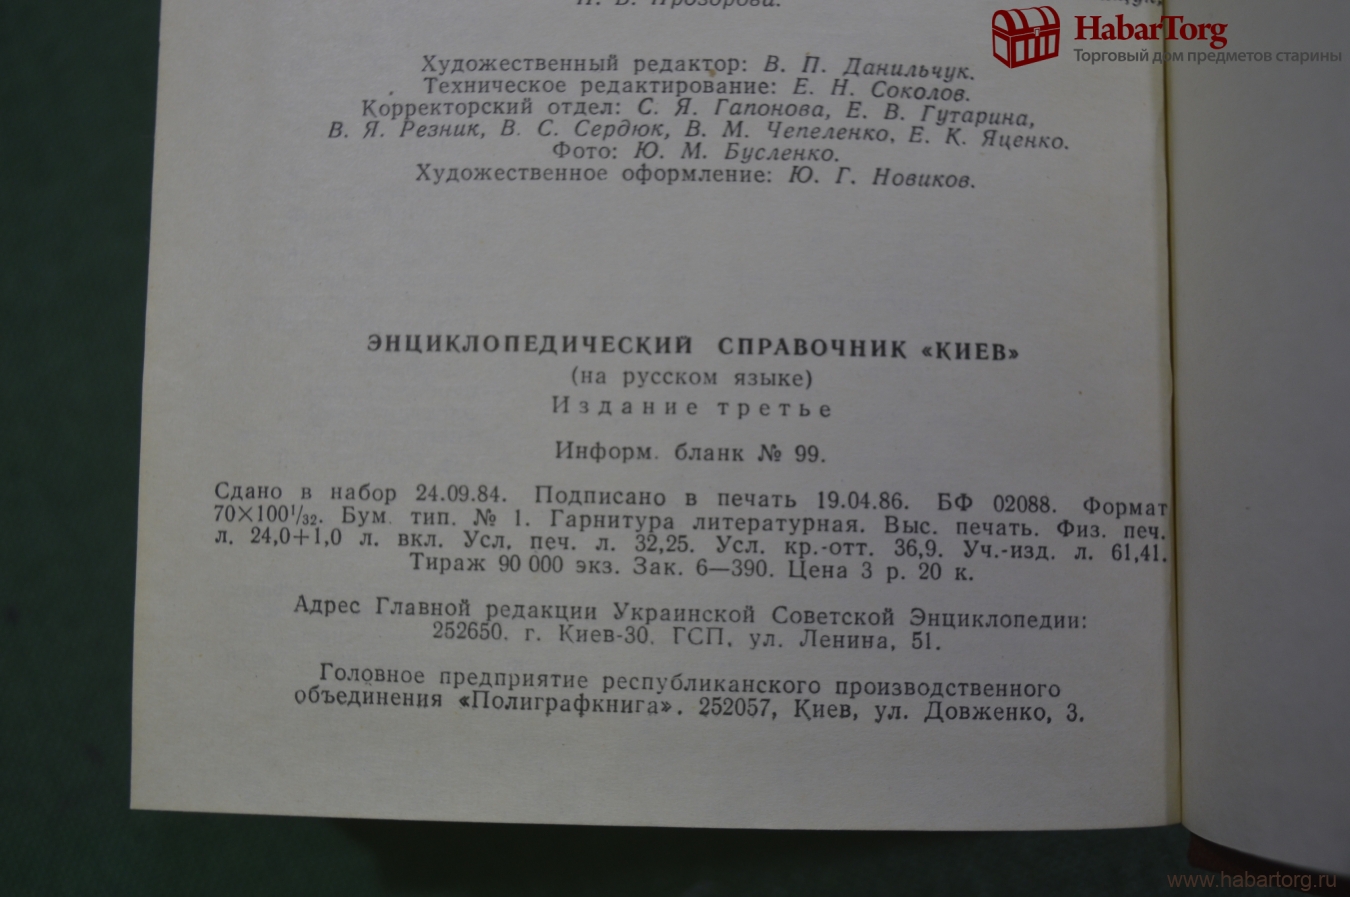 Н. В. Прозорова.
HabarTorg
Торговый дом предметов старины
Художественный редактор: В. П. Данильчук.
Техническое редактирование: Е. Н. Соколов.
Корректорский отдел: С. Я. Гапонова, Е. В. Гутарина,
В. Я. Резник, В. С. Сердюк, В. М. Чепеленко, Е. К. Яценко.
Фото: Ю. М. Бусленко.
Художественное оформление: Ю. Г. Новиков.
ЭНЦИКЛОПЕДИЧЕСКИЙ СПРАВОЧНИК «КИЕВ»
(на русском языке)
Издание третье
Информ. бланк № 99.
Сдано в набор 24.09.84. Подписано в печать 19.04.86. БФ 02088. Формат
70×100¹/₃₂. Бум. тип. № 1. Гарнитура литературная. Выс. печать. Физ. печ.
л. 24,0+1,0 л. вкл. Усл. печ. л. 32,25. Усл. кр.-отт. 36,9. Уч.-изд. л. 61,41.
Тираж 90 000 экз. Зак. 6—390. Цена 3 р. 20 к.
Адрес Главной редакции Украинской Советской Энциклопедии:
252650. г. Киев-30. ГСП, ул. Ленина, 51.
Головное предприятие республиканского производственного
объединения «Полиграфкнига». 252057, Киев, ул. Довженко, 3.
www.habartorg.ru